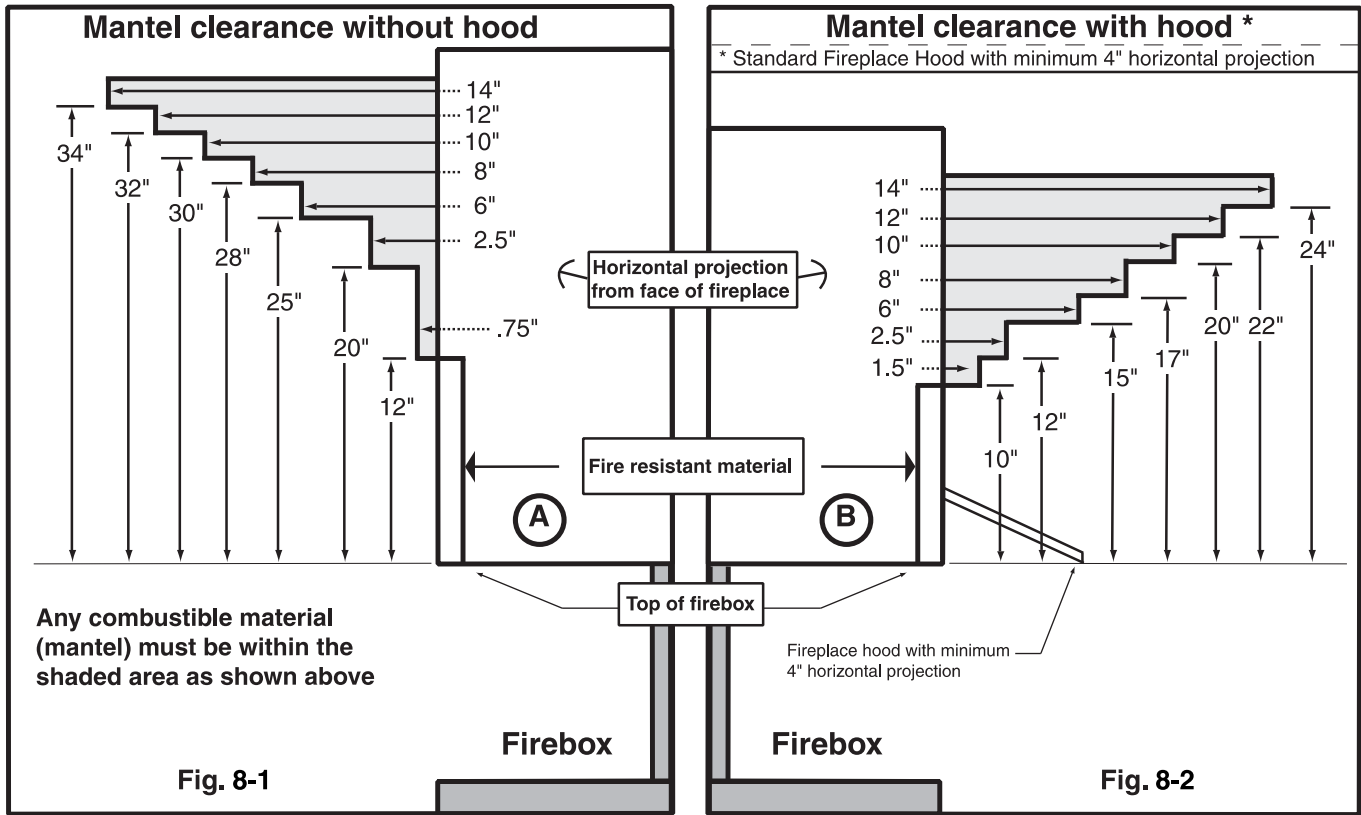 Mantel clearance without hood
14"
12"
10"
8"
6"
2.5"
.75"
34"
32"
30"
28"
25"
20"
12"
Any combustible material
(mantel) must be within the
shaded area as shown above
Firebox
Fig. 8-1
Horizontal projection
from face of fireplace
Fire resistant material
A
B
Top of firebox
Mantel clearance with hood *
* Standard Fireplace Hood with minimum 4" horizontal projection
14"
12"
10"
8"
6"
2.5"
1.5"
10"
12"
15"
17"
20"
22"
24"
Fireplace hood with minimum
4" horizontal projection
Firebox
Fig. 8-2